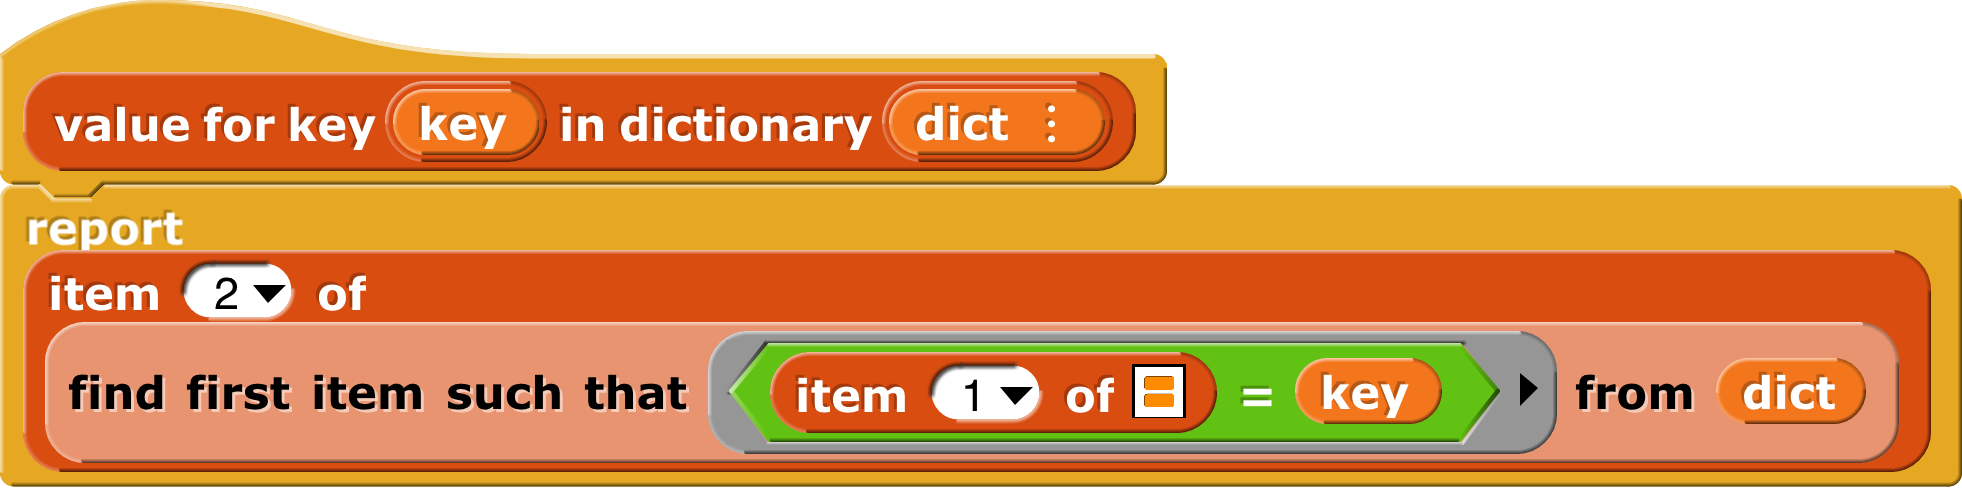 value for key key in dictionary dict ⋮
report
item 2 of
find first item such that item 1 of = key from dict